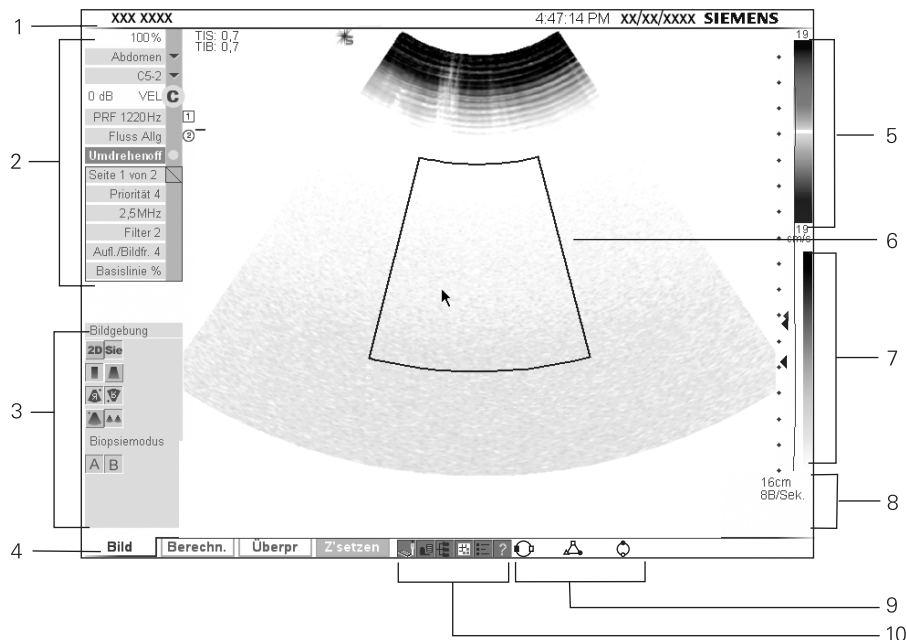 XXX XXXX
4:47:14 PM XX/XX/XXXX SIEMENS
1
100%
TIS: 0,7
TIB: 0,7
S
19
Abdomen
C5-2
0 dB VEL C
PRF 1220Hz 1
Fluss Allg 2
5
Umdrehenoff
2
Seite 1 von 2
Priorität 4
2,5MHz
Filter 2
19
cm/s
6
Aufl./Bildfr. 4
Basislinie %
Bildgebung
2D Sie
7
3
Biopsiemodus
A B
16cm
8B/Sek.
8
4
Bild Berechn. Überpr Z'setzen ?
9
10